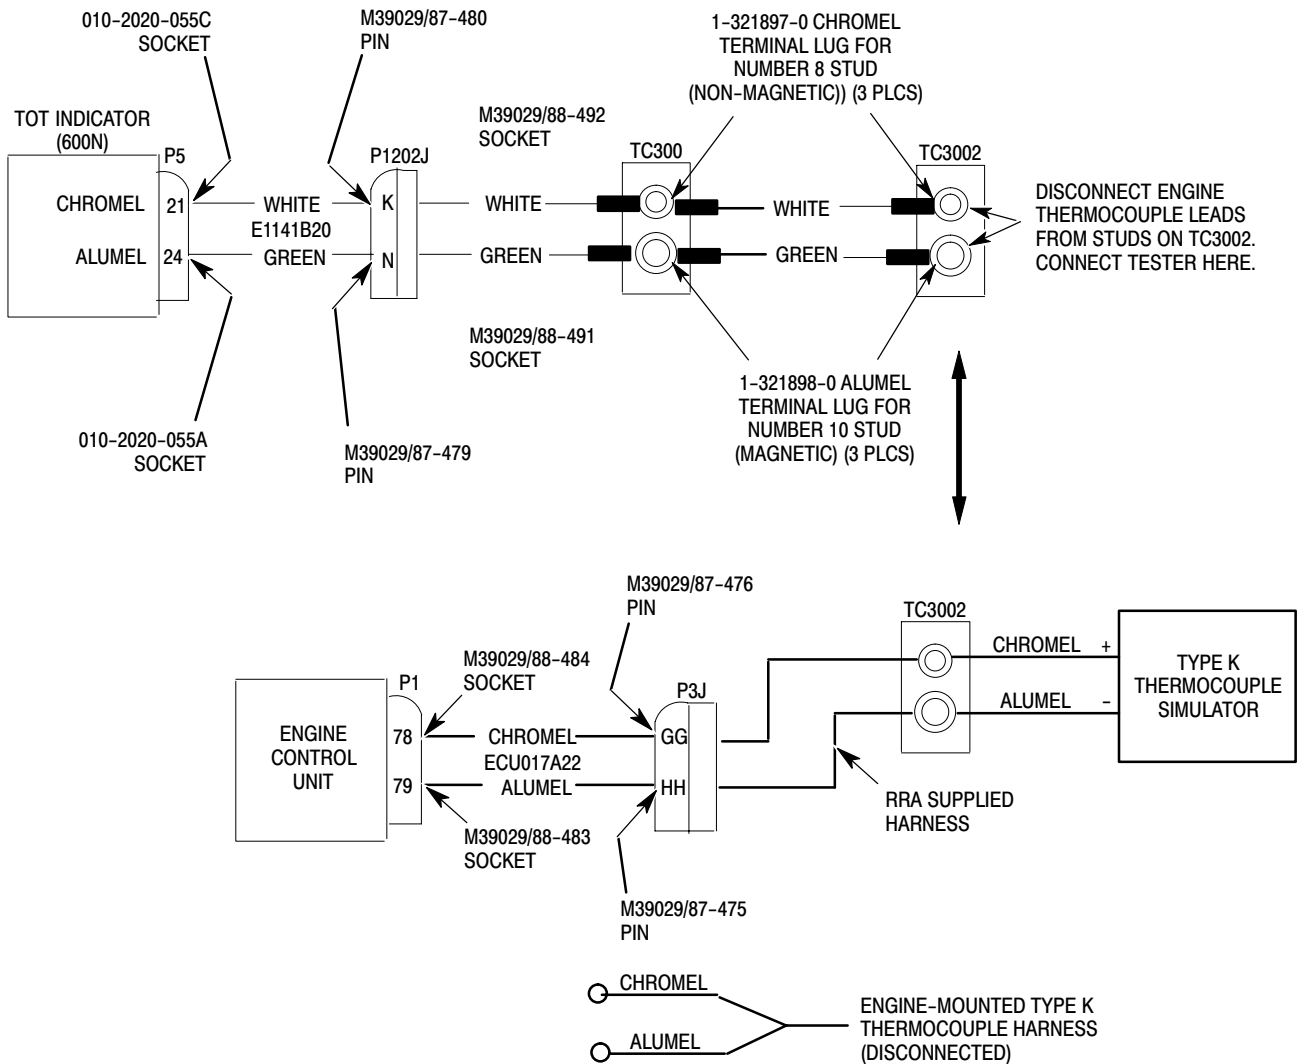 010-2020-055C
SOCKET
M39029/87-480
PIN
1-321897-0 CHROMEL
TERMINAL LUG FOR
NUMBER 8 STUD
(NON-MAGNETIC)) (3 PLCS)
TOT INDICATOR
(600N)
P5
P1202J
M39029/88-492
SOCKET
TC300
TC3002
CHROMEL
21
WHITE
K
WHITE
WHITE
E1141B20
ALUMEL
24
GREEN
N
GREEN
GREEN
DISCONNECT ENGINE
THERMOCOUPLE LEADS
FROM STUDS ON TC3002.
CONNECT TESTER HERE.
M39029/88-491
SOCKET
010-2020-055A
SOCKET
M39029/87-479
PIN
1-321898-0 ALUMEL
TERMINAL LUG FOR
NUMBER 10 STUD
(MAGNETIC) (3 PLCS)
M39029/87-476
PIN
TC3002
M39029/88-484
SOCKET
P1
P3J
CHROMEL
+
ALUMEL
-
TYPE K
THERMOCOUPLE
SIMULATOR
ENGINE
CONTROL
UNIT
78
CHROMEL
GG
ECU017A22
79
ALUMEL
HH
RRA SUPPLIED
HARNESS
M39029/88-483
SOCKET
M39029/87-475
PIN
CHROMEL
ALUMEL
ENGINE-MOUNTED TYPE K
THERMOCOUPLE HARNESS
(DISCONNECTED)